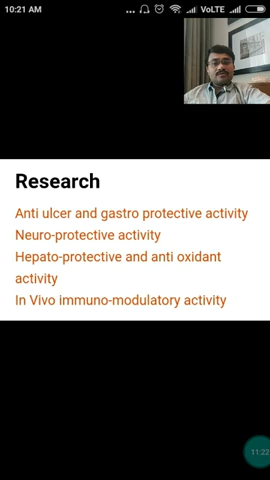 10:21 AM ... VoLTE
Research
Anti ulcer and gastro protective activity
Neuro-protective activity
Hepato-protective and anti oxidant
activity
In Vivo immuno-modulatory activity
11:22